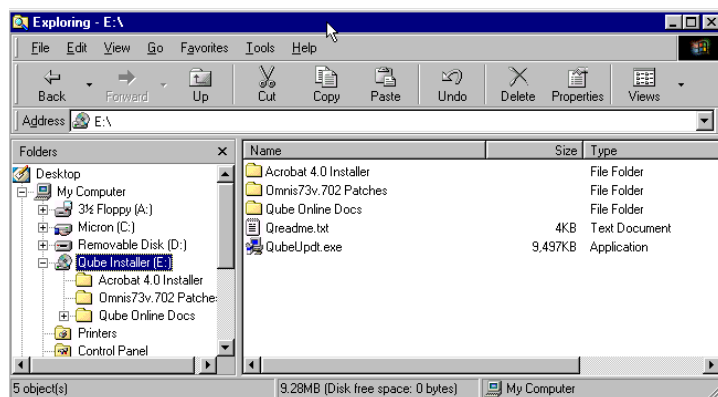 Exploring - E:\
File Edit View Go Favorites Tools Help
Back Forward Up Cut Copy Paste Undo Delete Properties Views
Address E:\
Folders Name Size Type
Desktop
My Computer
3½ Floppy (A:)
Micron (C:)
Removable Disk (D:)
Qube Installer (E:)
Acrobat 4.0 Installer
Omnis73v.702 Patche
Qube Online Docs
Printers
Control Panel
Acrobat 4.0 Installer File Folder
Omnis73v.702 Patches File Folder
Qube Online Docs File Folder
Qreadme.txt 4KB Text Document
QubeUpdt.exe 9,497KB Application
5 object(s) 9.28MB (Disk free space: 0 bytes) My Computer